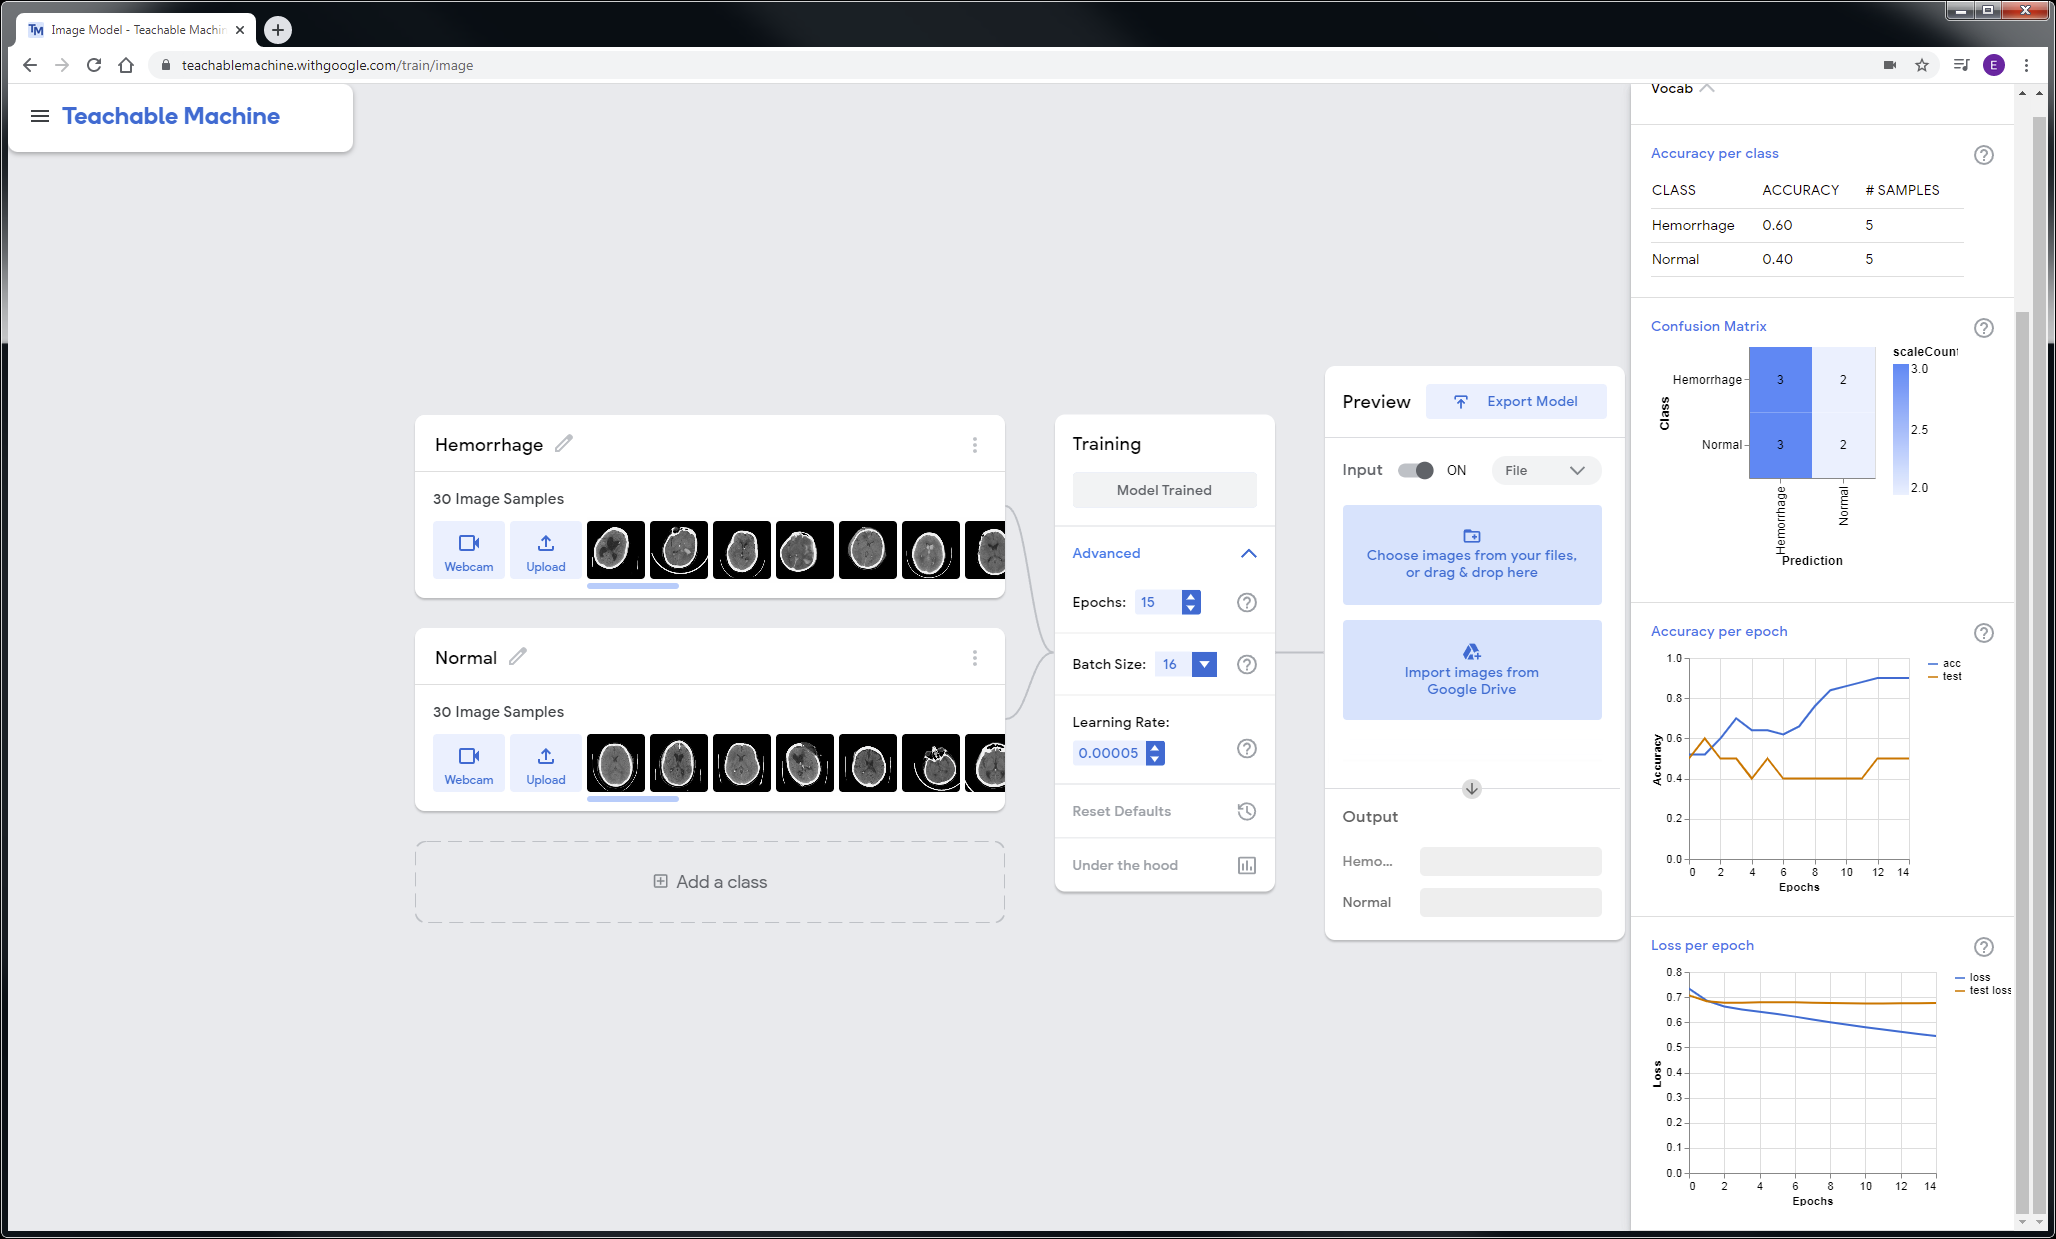 Image Model - Teachable Machin
teachablemachine.withgoogle.com/train/image
E
Teachable Machine
Hemorrhage
30 Image Samples
Webcam
Upload
Normal
30 Image Samples
Webcam
Upload
Add a class
Training
Model Trained
Advanced
Epochs: 15
Batch Size: 16
Learning Rate:
0.00005
Reset Defaults
Under the hood
Preview
Export Model
Input ON File
Choose images from your files,
or drag & drop here
Import images from
Google Drive
Output
Hemo...
Normal
Vocab
Accuracy per class
CLASS ACCURACY # SAMPLES
Hemorrhage 0.60 5
Normal 0.40 5
Confusion Matrix
scaleCount
3.0
2.5
2.0
Class
Hemorrhage 3 2
Normal 3 2
Hemorrhage Normal
Prediction
Accuracy per epoch
acc
test
Accuracy
1.0
0.8
0.6
0.4
0.2
0.0
0 2 4 6 8 10 12 14
Epochs
Loss per epoch
loss
test loss
Loss
0.8
0.7
0.6
0.5
0.4
0.3
0.2
0.1
0.0
0 2 4 6 8 10 12 14
Epochs